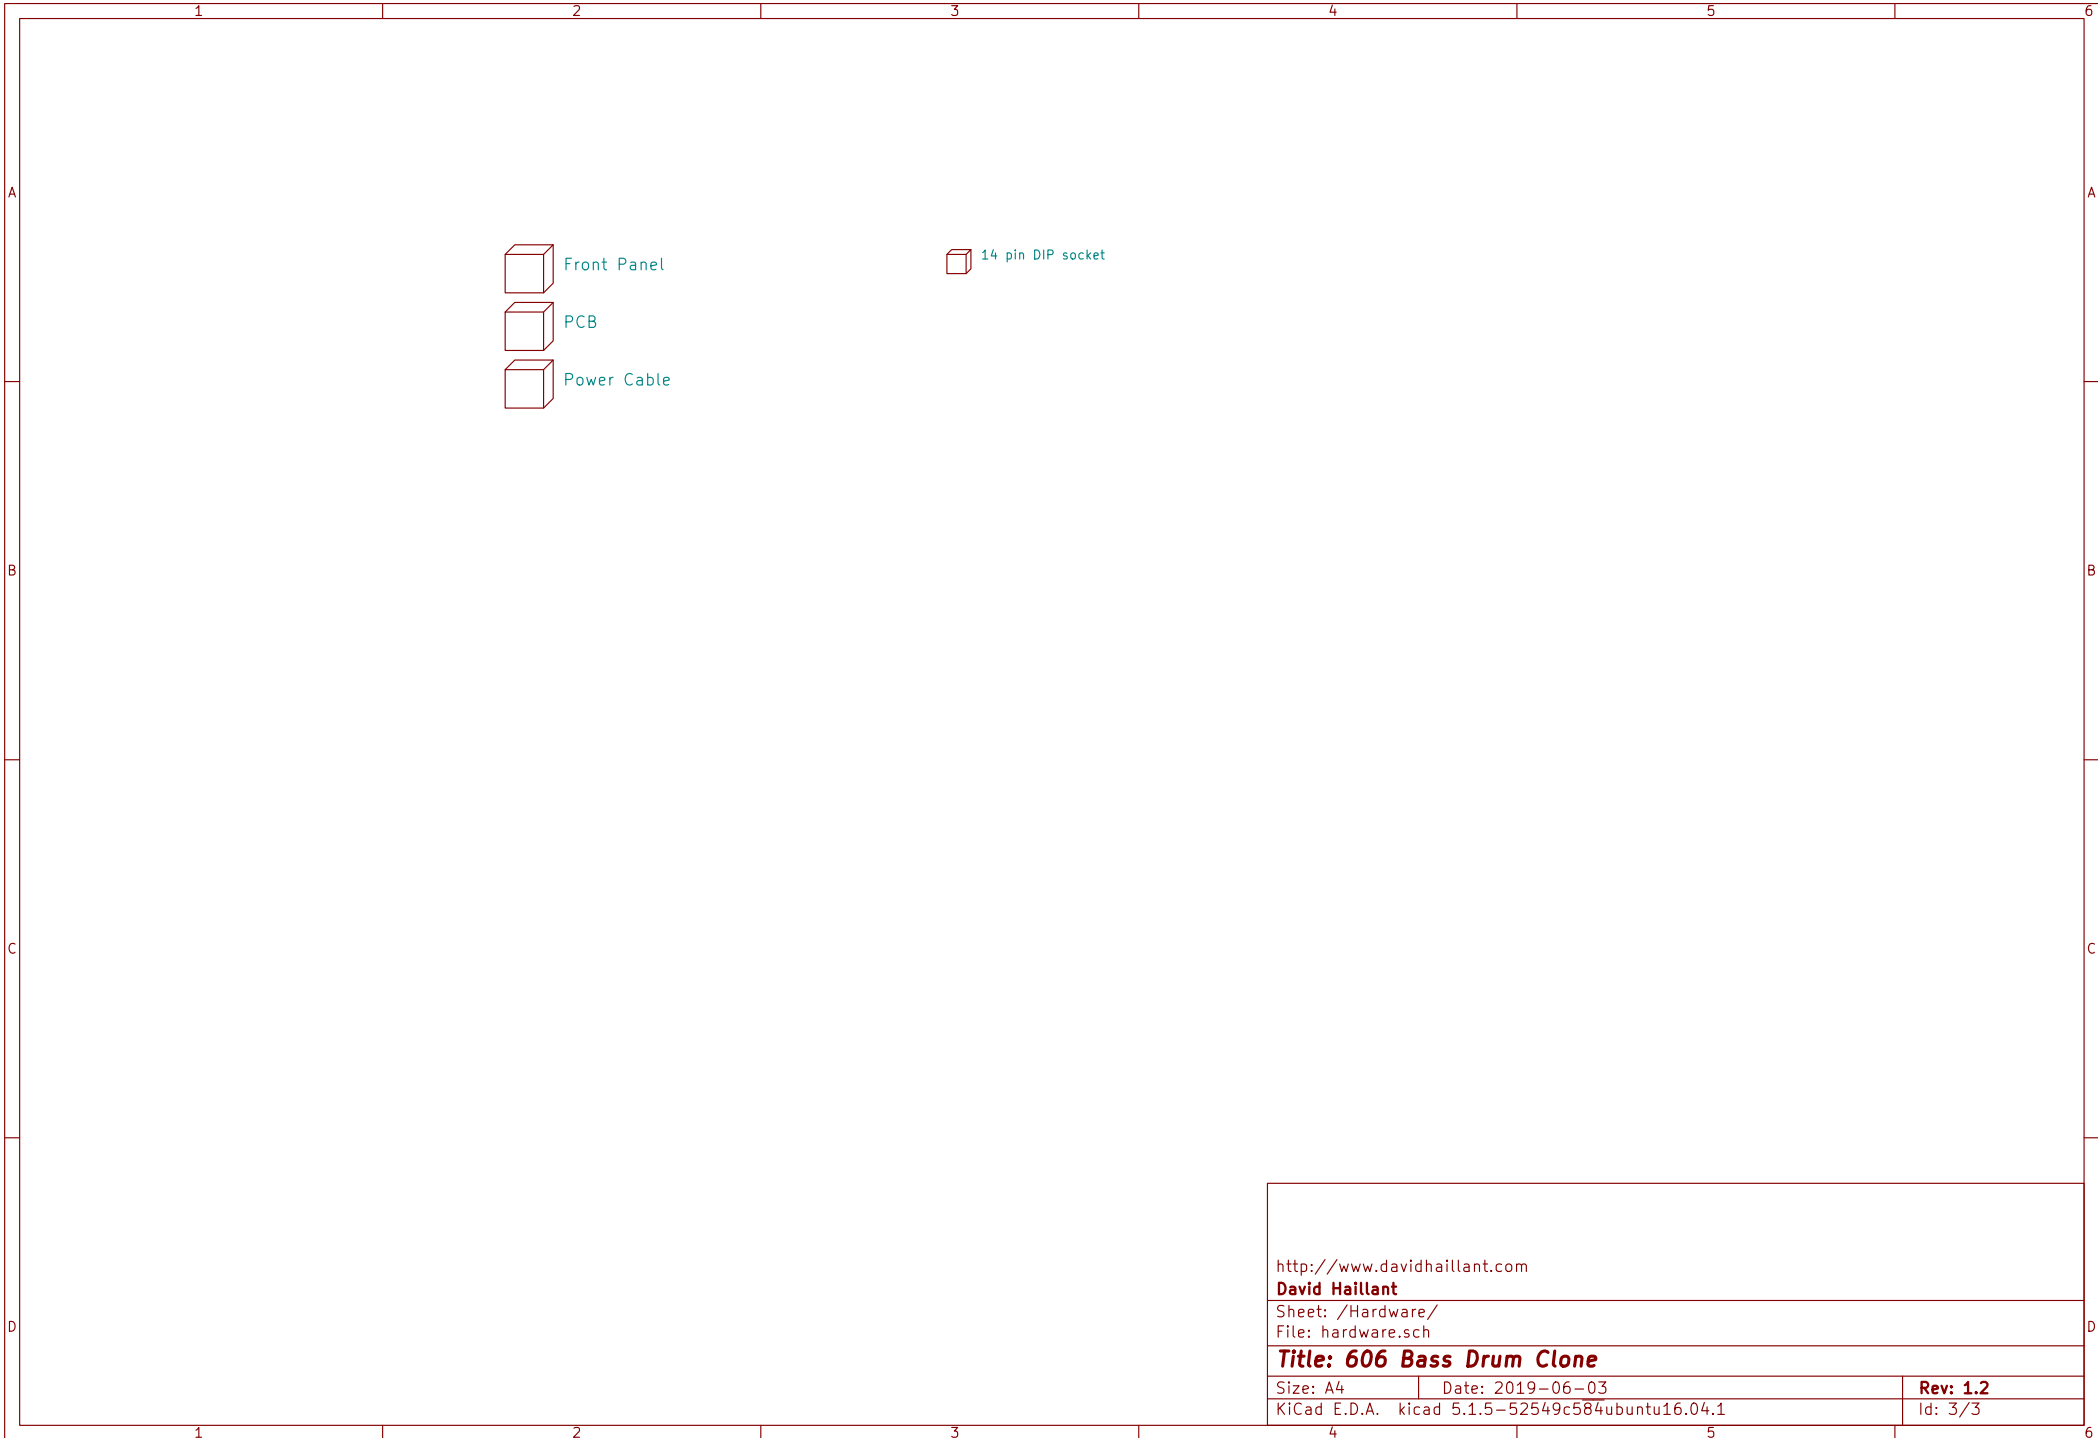 1 2 3 4 5 6
A A
14 pin DIP socket
Front Panel
PCB
Power Cable
B B
C C
http://www.davidhaillant.com
David Haillant
Sheet: /Hardware/
File: hardware.sch
D D
Title: 606 Bass Drum Clone
Size: A4 Date: 2019-06-03 Rev: 1.2
KiCad E.D.A. kicad 5.1.5-52549c584ubuntu16.04.1 Id: 3/3
1 2 3 4 5 6